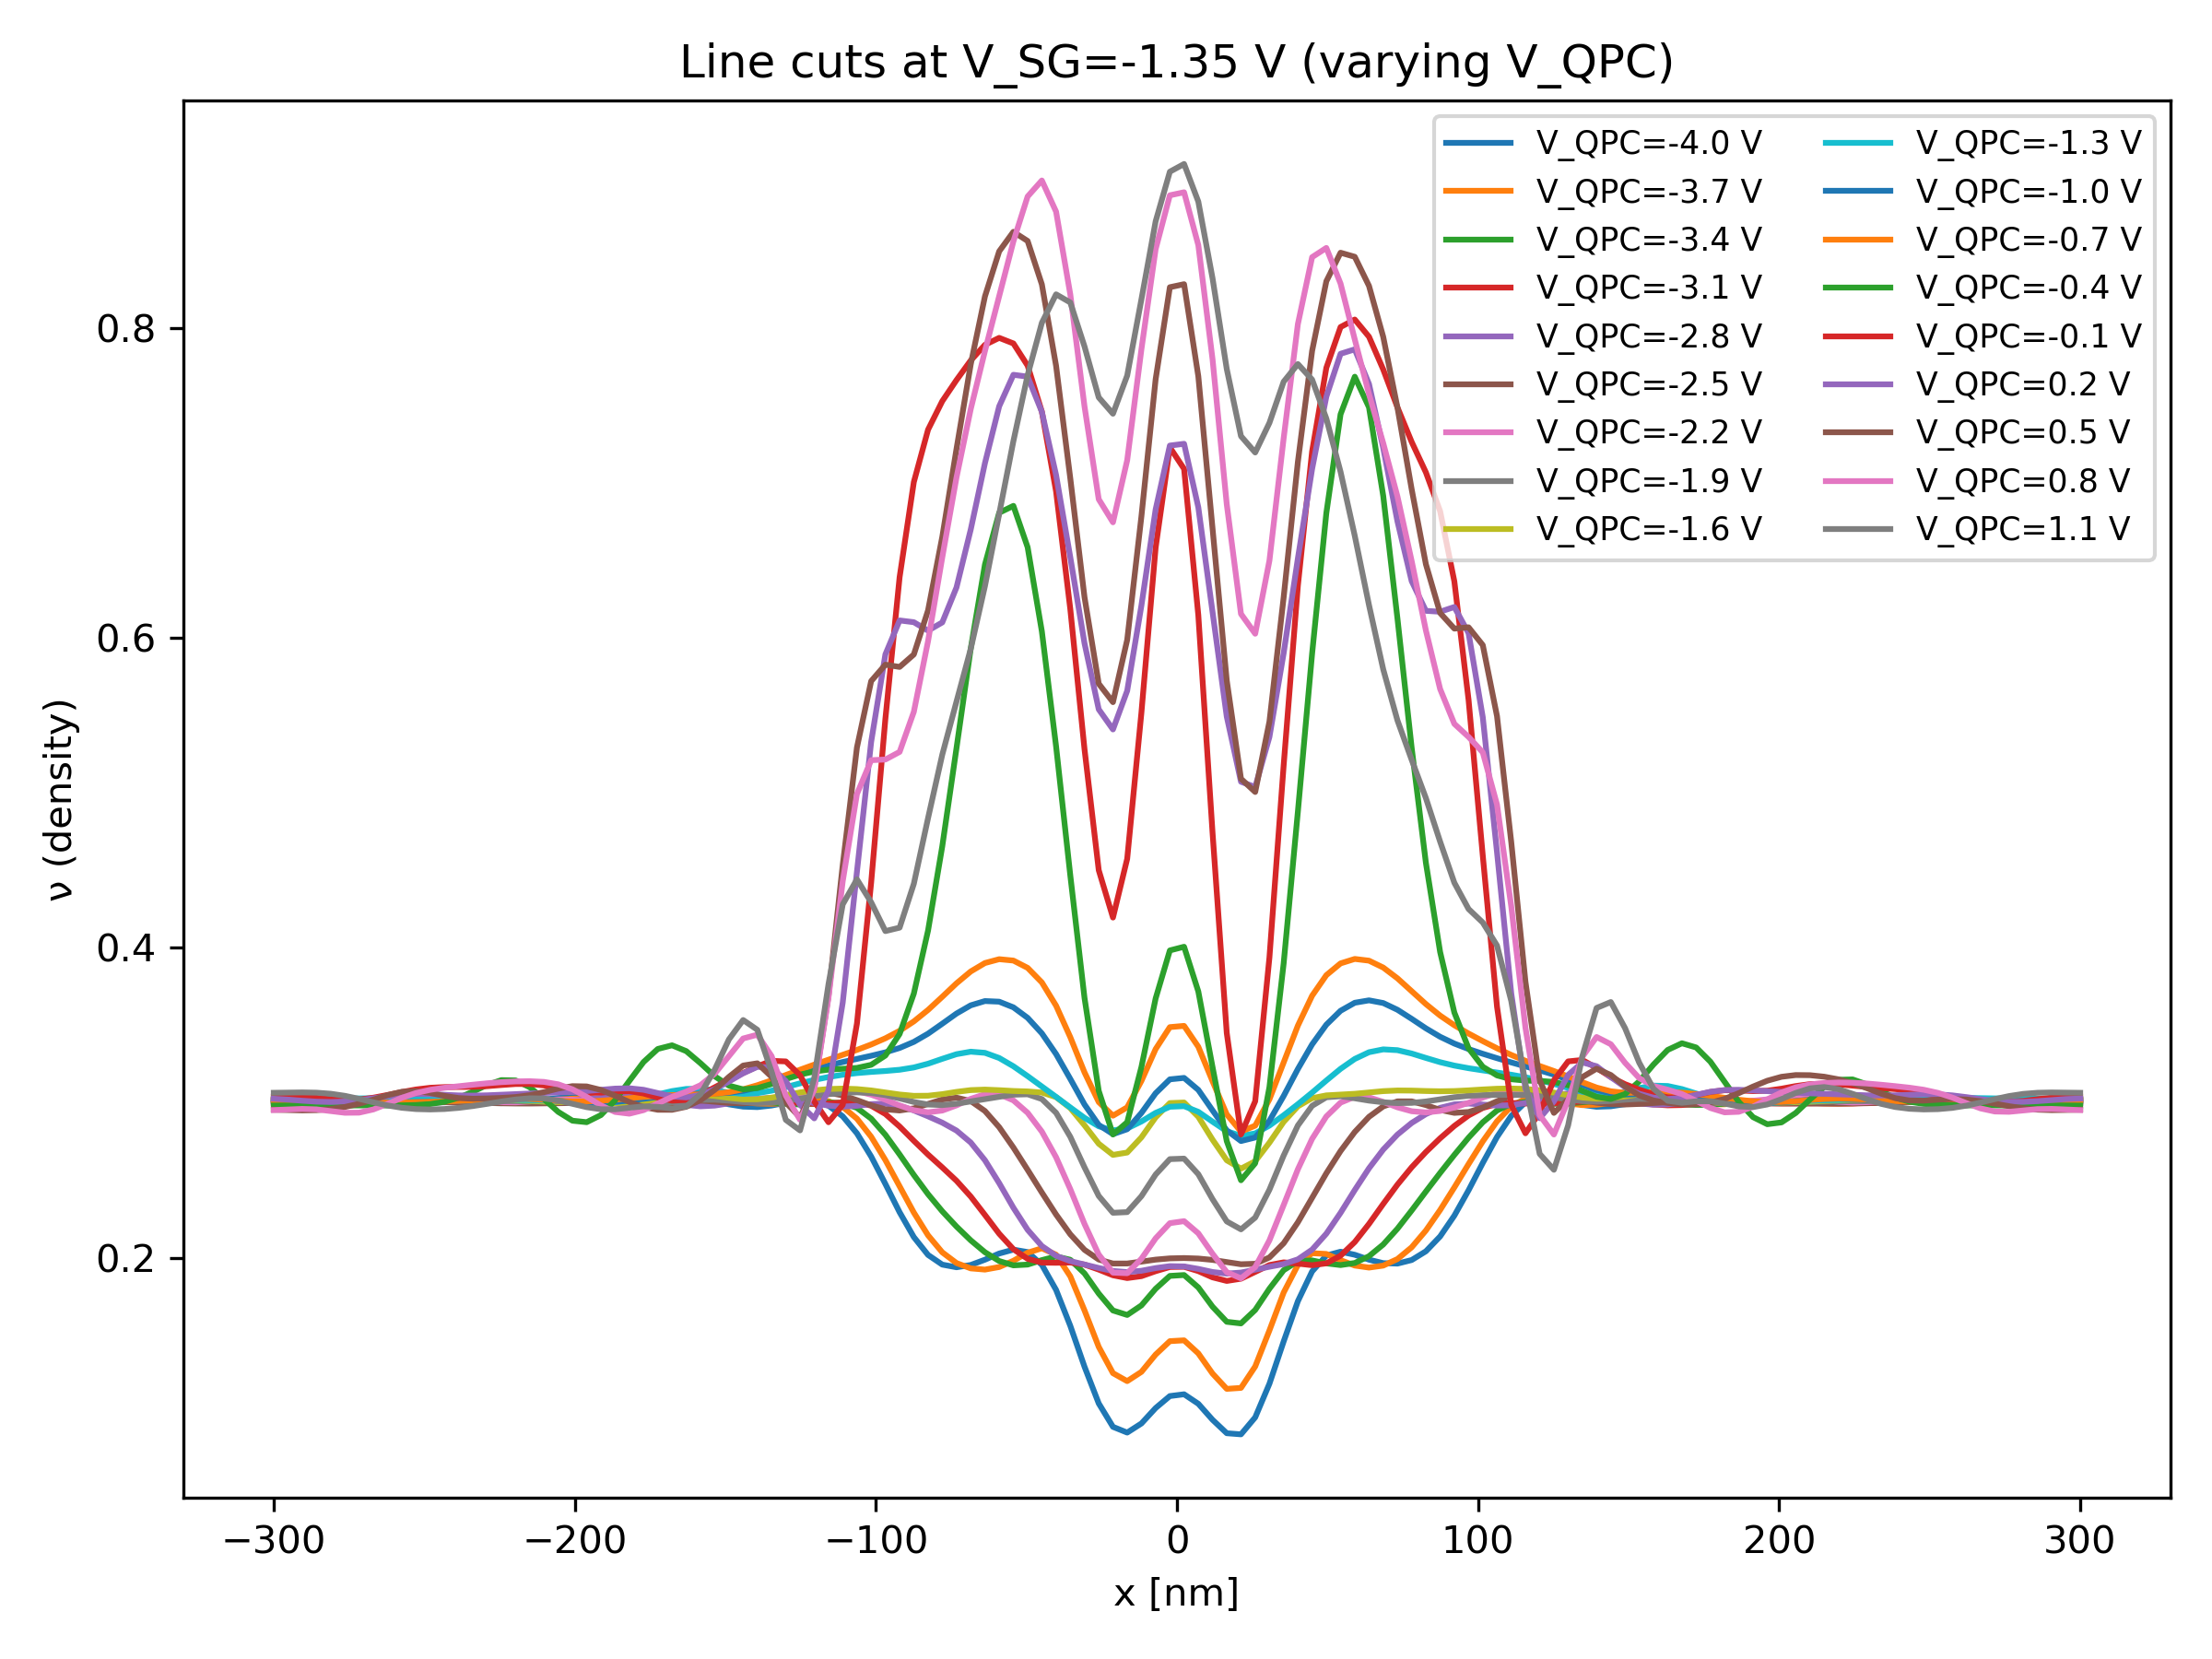 Line cuts at V_SG=-1.35 V (varying V_QPC)
V_QPC=-4.0 V
V_QPC=-3.7 V
V_QPC=-3.4 V
V_QPC=-3.1 V
V_QPC=-2.8 V
V_QPC=-2.5 V
V_QPC=-2.2 V
V_QPC=-1.9 V
V_QPC=-1.6 V
V_QPC=-1.3 V
V_QPC=-1.0 V
V_QPC=-0.7 V
V_QPC=-0.4 V
V_QPC=-0.1 V
V_QPC=0.2 V
V_QPC=0.5 V
V_QPC=0.8 V
V_QPC=1.1 V
ν (density)
0.8
0.6
0.4
0.2
−300
−200
−100
0
100
200
300
x [nm]